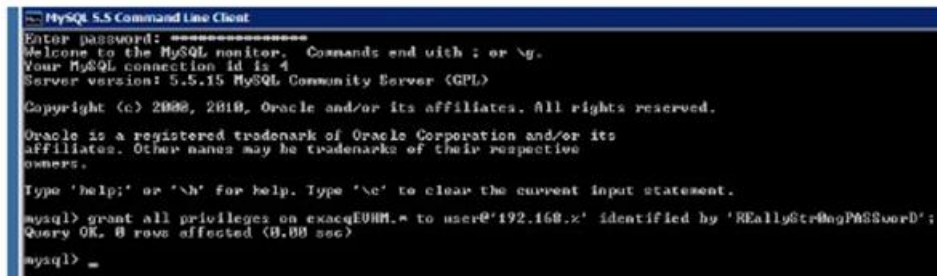 MySQL 5.5 Command Line Client
Enter password: ****************
Welcome to the MySQL monitor.  Commands end with ; or \g.
Your MySQL connection id is 4
Server version: 5.5.15 MySQL Community Server (GPL)
Copyright (c) 2000, 2010, Oracle and/or its affiliates. All rights reserved.
Oracle is a registered trademark of Oracle Corporation and/or its
affiliates. Other names may be trademarks of their respective
owners.
Type 'help;' or '\h' for help. Type '\c' to clear the current input statement.
mysql> grant all privileges on exacqEVHM.* to user@'192.168.%' identified by 'REallyStr0ngPASSworD';
Query OK, 0 rows affected (0.00 sec)
mysql> _